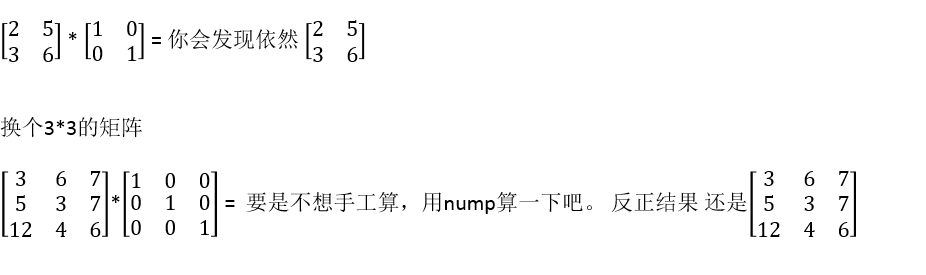 [2 5
3 6] * [1 0
0 1] = 你会发现依然 [2 5
3 6]
换个3*3的矩阵
[3 6 7
5 3 7
12 4 6] * [1 0 0
0 1 0
0 0 1] = 要是不想手工算，用nump算一下吧。 反正结果 还是 [3 6 7
5 3 7
12 4 6]